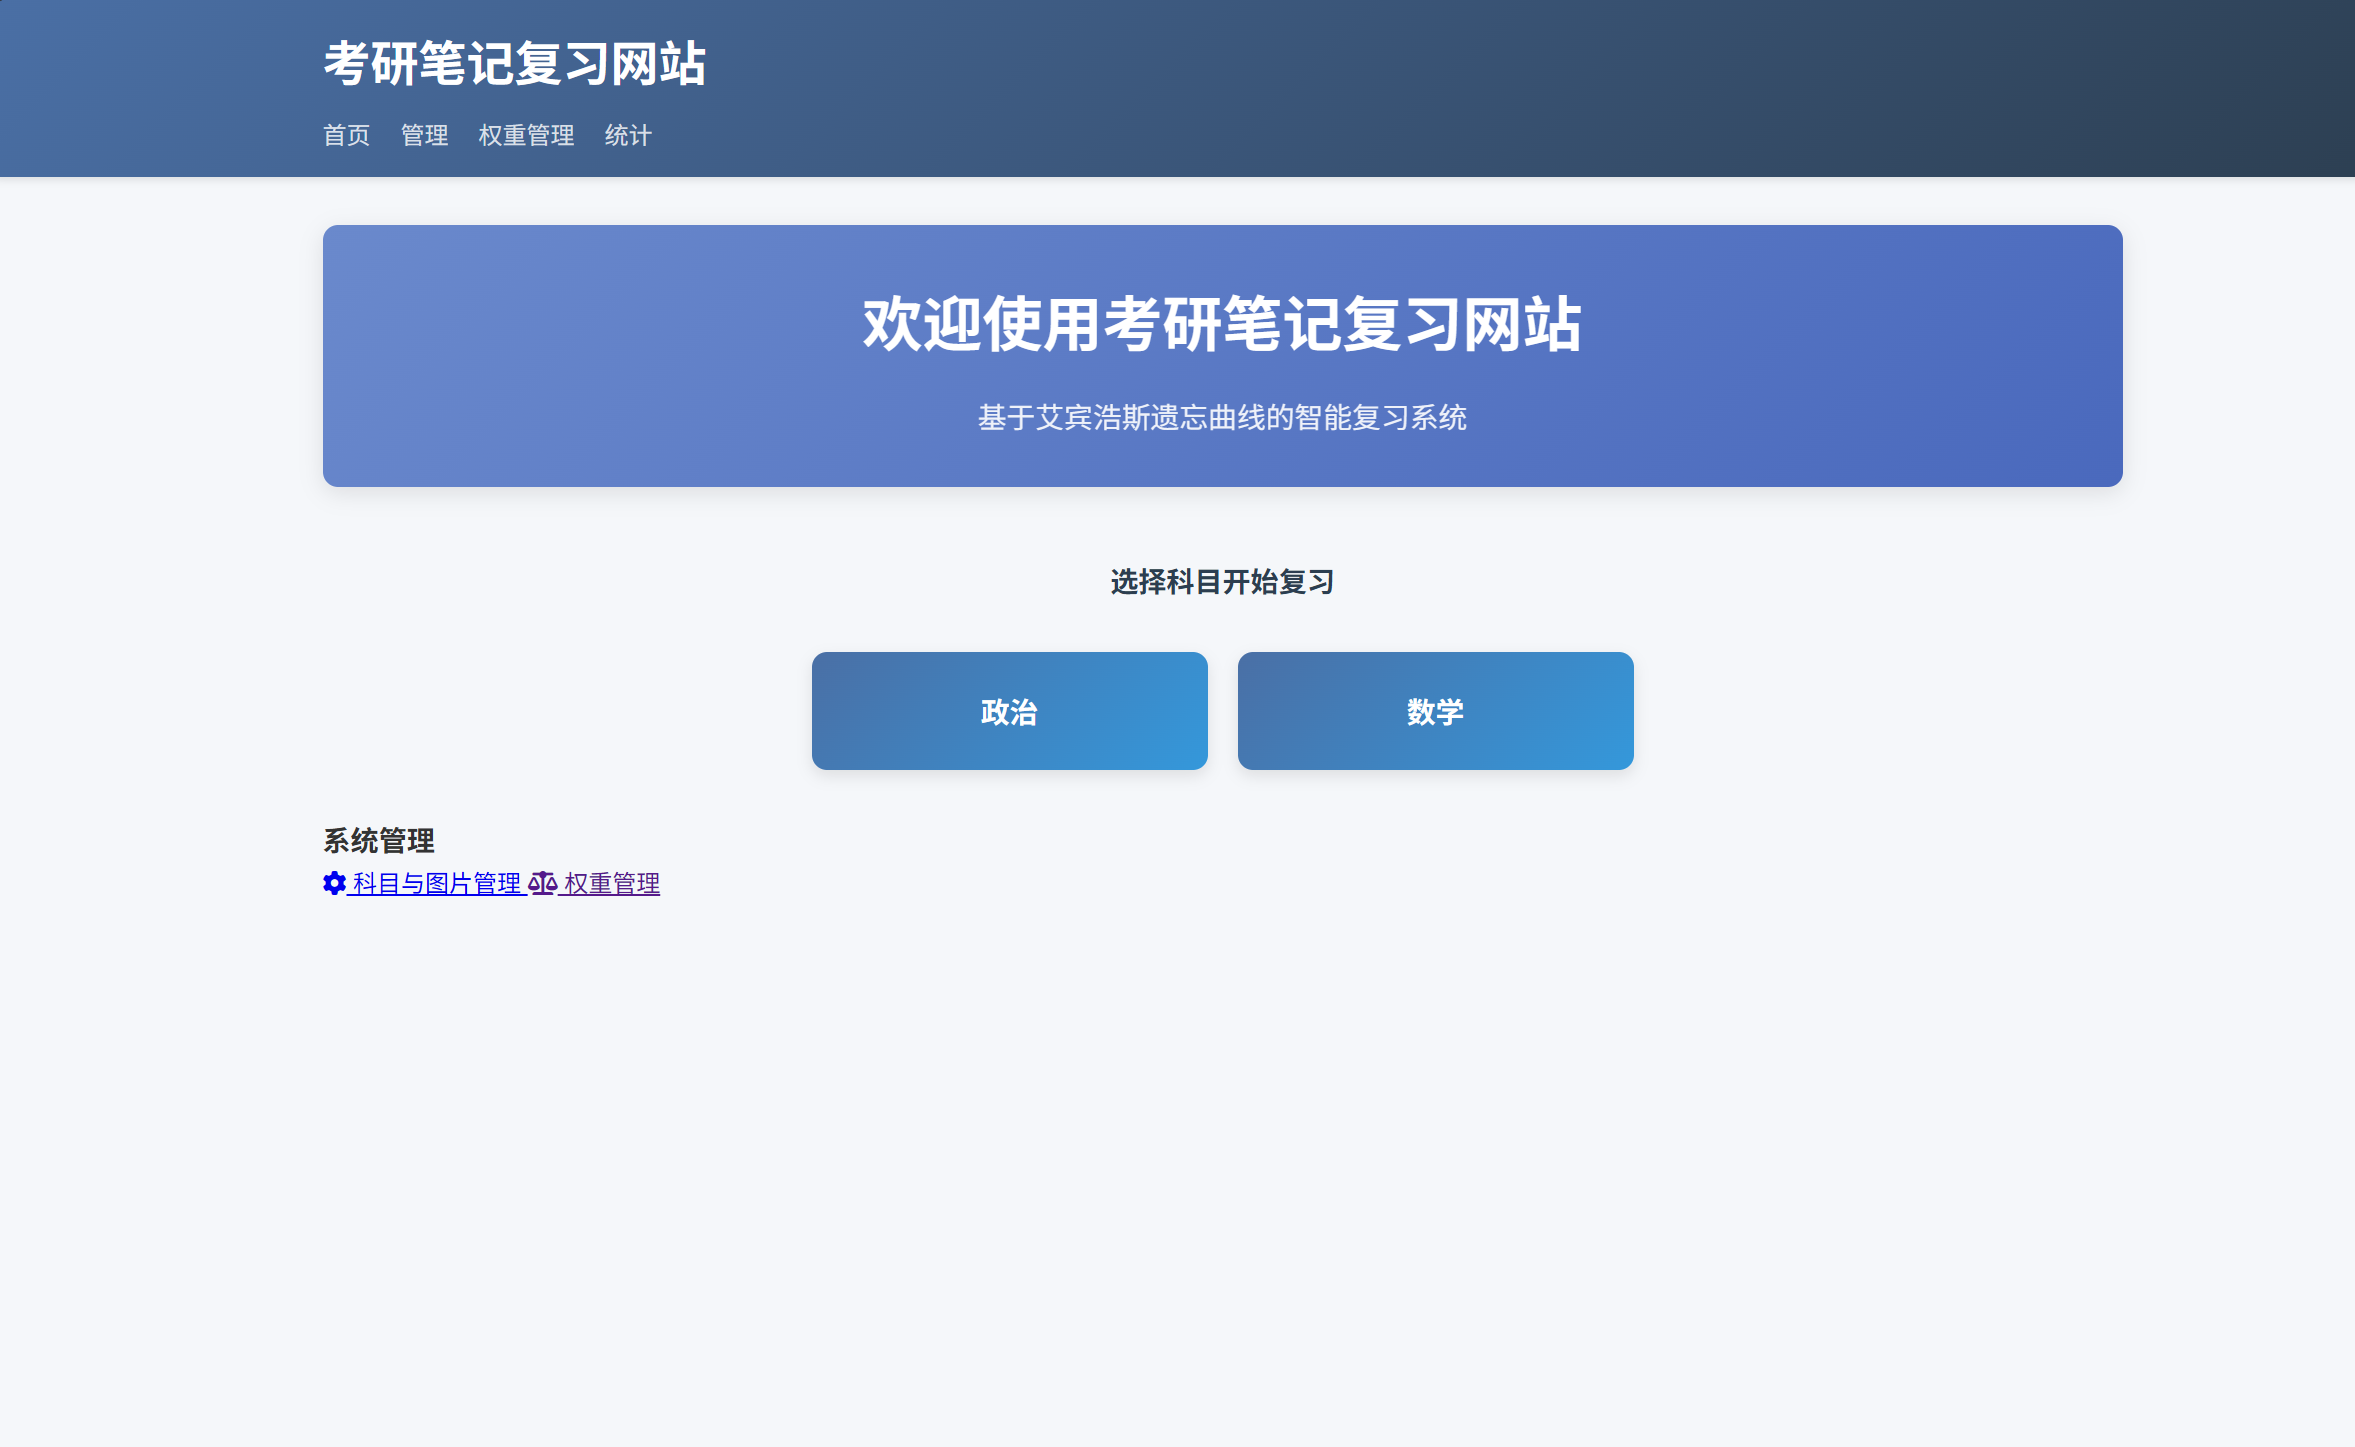 考研笔记复习网站
首页 管理 权重管理 统计
欢迎使用考研笔记复习网站
基于艾宾浩斯遗忘曲线的智能复习系统
选择科目开始复习
政治 数学
系统管理
科目与图片管理 权重管理